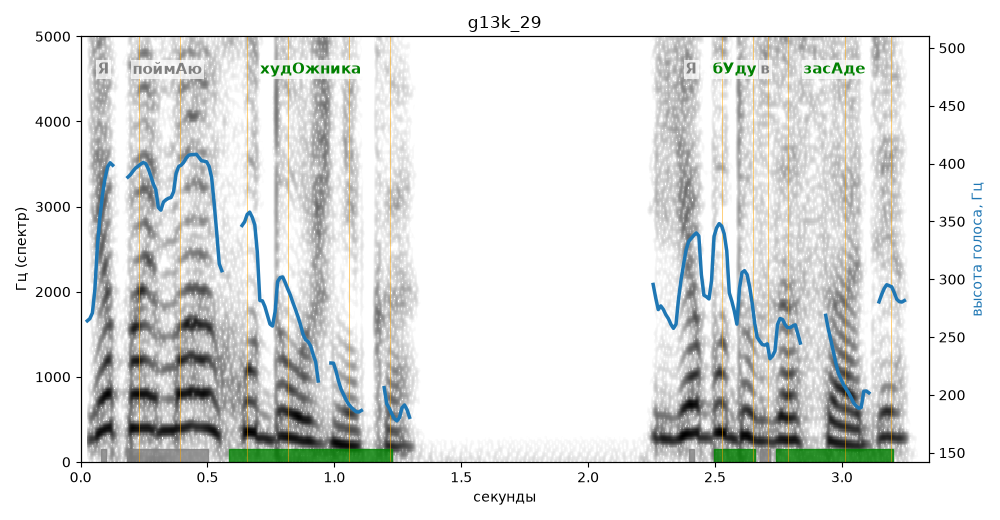 g13k_29
Я поймАю худОжника Я бУду в засАде
5000
4000
3000
2000
1000
0
Гц (спектр)
500
450
400
350
300
250
200
150
высота голоса, Гц
0.0 0.5 1.0 1.5 2.0 2.5 3.0
секунды